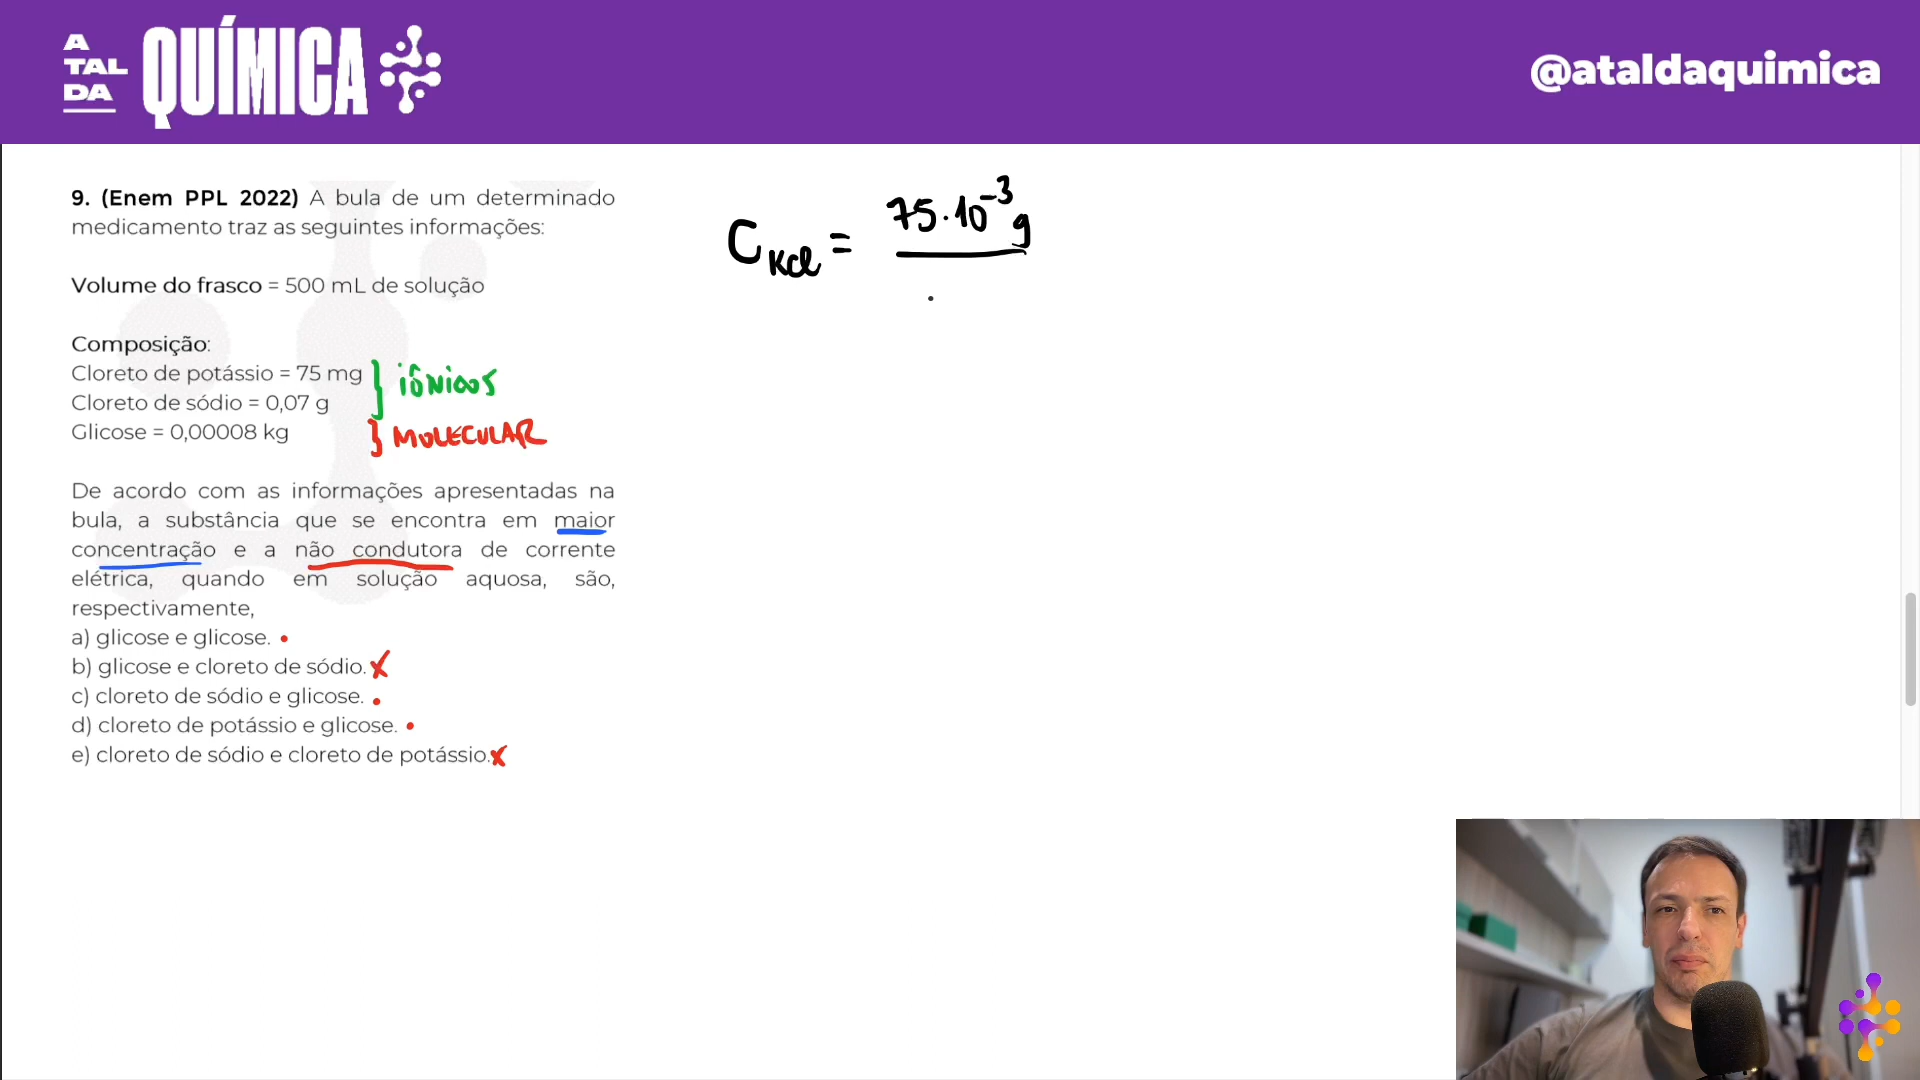 A TAL DA QUÍMICA
@ataldaquimica
9. (Enem PPL 2022) A bula de um determinado
medicamento traz as seguintes informações:
Volume do frasco = 500 mL de solução
Composição:
Cloreto de potássio = 75 mg
Cloreto de sódio = 0,07 g
Glicose = 0,00008 kg
} iÔNicos
} MOLECULAR
De acordo com as informações apresentadas na
bula, a substância que se encontra em maior
concentração e a não condutora de corrente
elétrica, quando em solução aquosa, são,
respectivamente,
a) glicose e glicose.
b) glicose e cloreto de sódio. X
c) cloreto de sódio e glicose.
d) cloreto de potássio e glicose.
e) cloreto de sódio e cloreto de potássio. X
C KCl = 75·10⁻³g